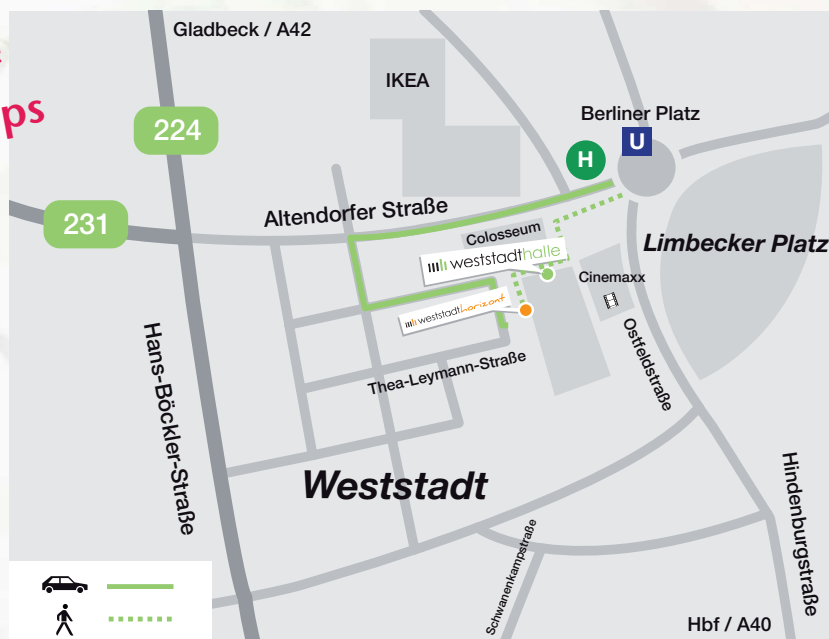 Gladbeck / A42
IKEA
ps
224
Berliner Platz
U
H
231
Altendorfer Straße
Colosseum
Limbecker Platz
weststadthalle
Cinemaxx
weststadthorizont
Ostfeldstraße
Thea-Leymann-Straße
Hans-Böckler-Straße
Weststadt
Hindenburgstraße
Schwanenkampstraße
Hbf / A40